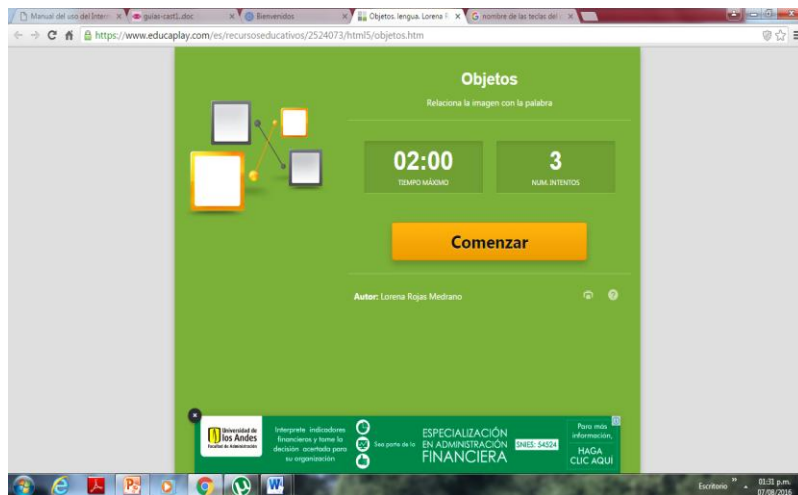 Manual del uso del Intern
guias-cast1.doc
Bienvenidos
Objetos. lengua. Lorena R
nombre de las teclas del
https://www.educaplay.com/es/recursoseducativos/2524073/html5/objetos.htm
Objetos
Relaciona la imagen con la palabra
02:00
TIEMPO MÁXIMO
3
NUM. INTENTOS
Comenzar
Autor: Lorena Rojas Medrano
Universidad de
los Andes
Facultad de Administración
Interprete indicadores
financieros y tome la
decisión acertada para
su organización
Sea parte de la
ESPECIALIZACIÓN
EN ADMINISTRACIÓN
FINANCIERA
SNIES: 54524
Para más
información,
HAGA
CLIC AQUÍ
Escritorio
01:31 p.m.
07/08/2016